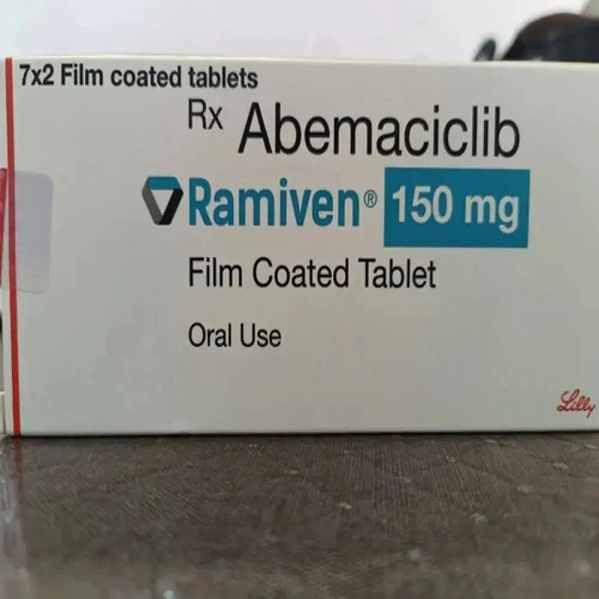 7x2 Film coated tablets
Rx Abemaciclib
Ramiven® 150 mg
Film Coated Tablet
Oral Use
Lilly